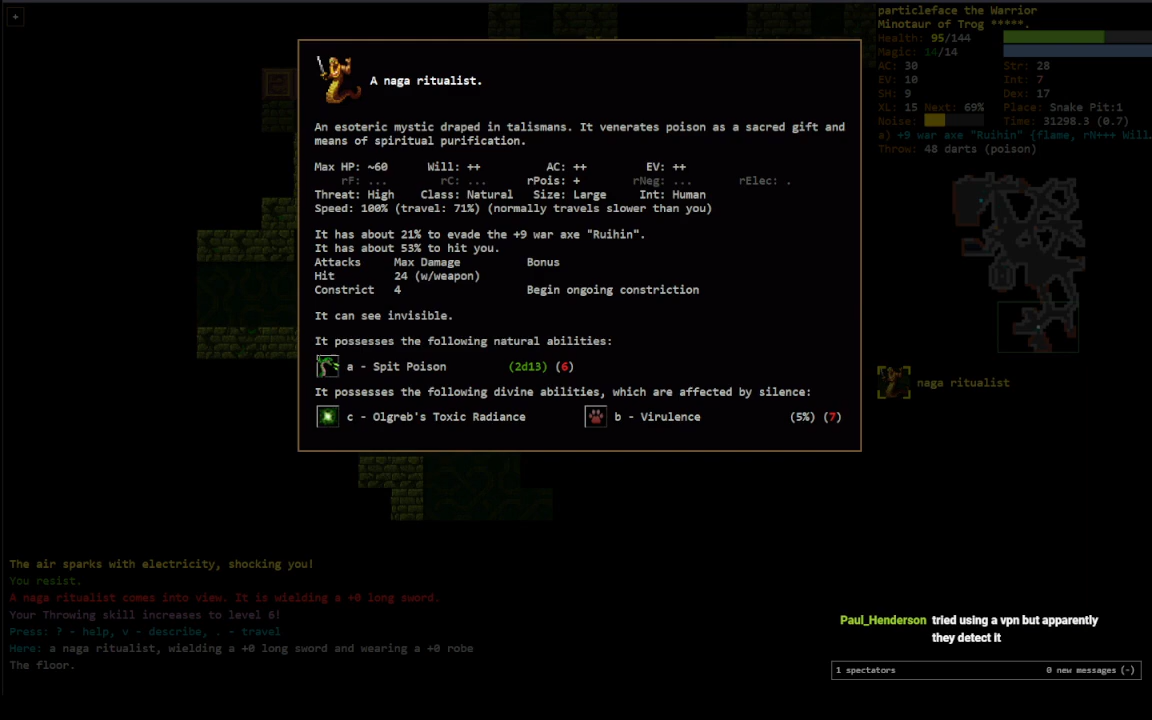 +
particleface the Warrior
Minotaur of Trog *****.
Health: 95/144
Magic: 14/14
AC: 30 Str: 28
EV: 10 Int: 7
SH: 9 Dex: 17
XL: 15 Next: 69% Place: Snake Pit:1
Noise: Time: 31298.3 (0.7)
a) +9 war axe "Ruihin" {flame, rN+++ Will…
Throw: 48 darts (poison)
A naga ritualist.
An esoteric mystic draped in talismans. It venerates poison as a sacred gift and
means of spiritual purification.
Max HP: ~60 Will: ++ AC: ++ EV: ++
rF: ... rC: ... rPois: + rNeg: ... rElec: .
Threat: High Class: Natural Size: Large Int: Human
Speed: 100% (travel: 71%) (normally travels slower than you)
It has about 21% to evade the +9 war axe "Ruihin".
It has about 53% to hit you.
Attacks Max Damage Bonus
Hit 24 (w/weapon)
Constrict 4 Begin ongoing constriction
It can see invisible.
It possesses the following natural abilities:
a - Spit Poison (2d13) (6)
It possesses the following divine abilities, which are affected by silence:
c - Olgreb's Toxic Radiance b - Virulence (5%) (7)
naga ritualist
The air sparks with electricity, shocking you!
You resist.
A naga ritualist comes into view. It is wielding a +0 long sword.
Your Throwing skill increases to level 6!
Press: ? - help, v - describe, . - travel
Here: a naga ritualist, wielding a +0 long sword and wearing a +0 robe
The floor.
Paul_Henderson tried using a vpn but apparently
they detect it
1 spectators 0 new messages (-)